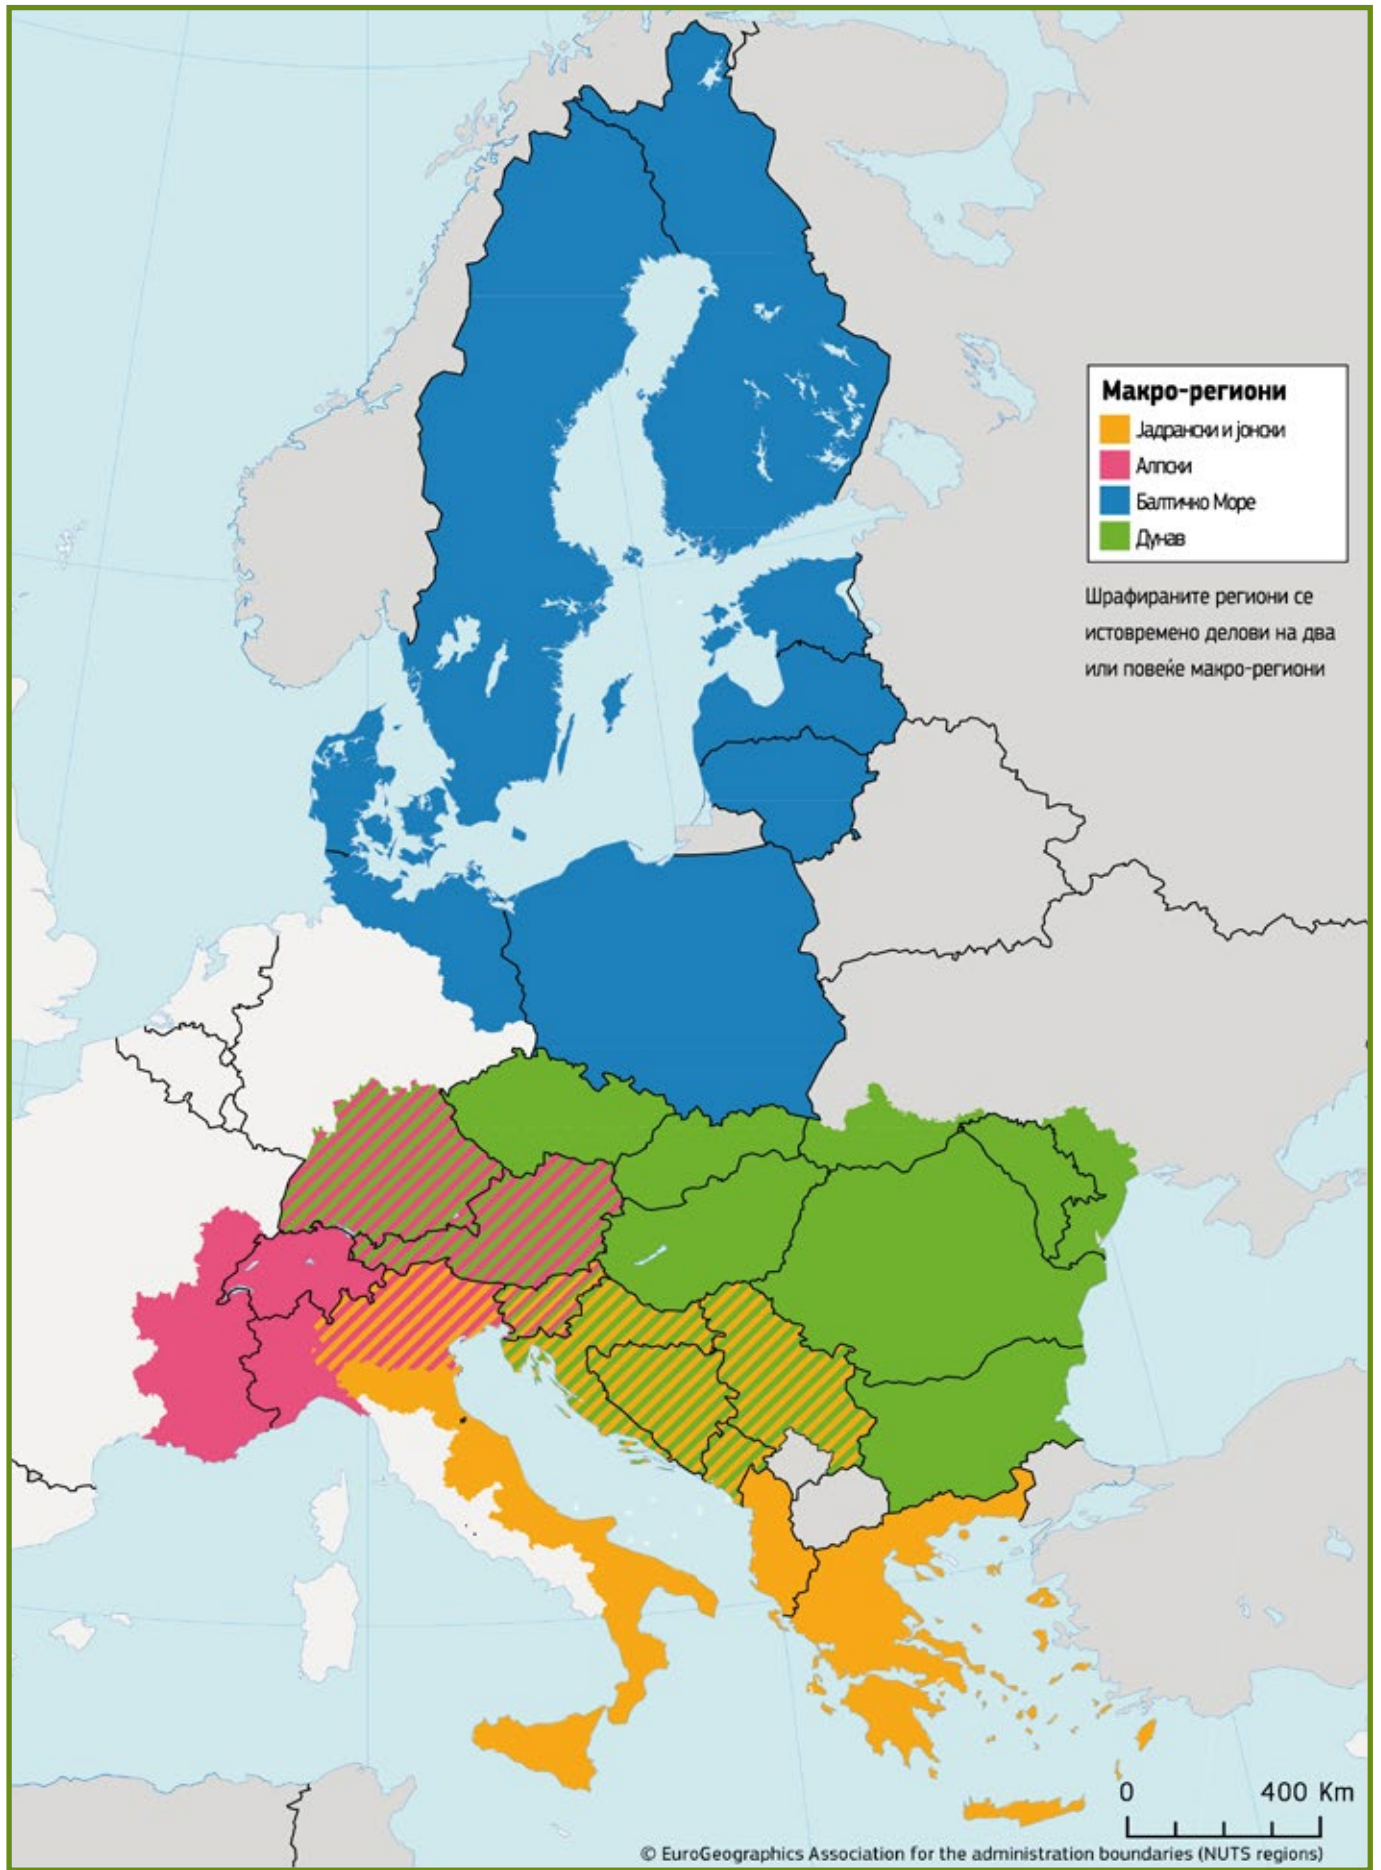 Макро-региони
Јадрански и јонски
Алпски
Балтичко Море
Дунав
Шрафираните региони се
истовремено делови на два
или повеќе макро-региони
0 400 Km
© EuroGeographics Association for the administration boundaries (NUTS regions)